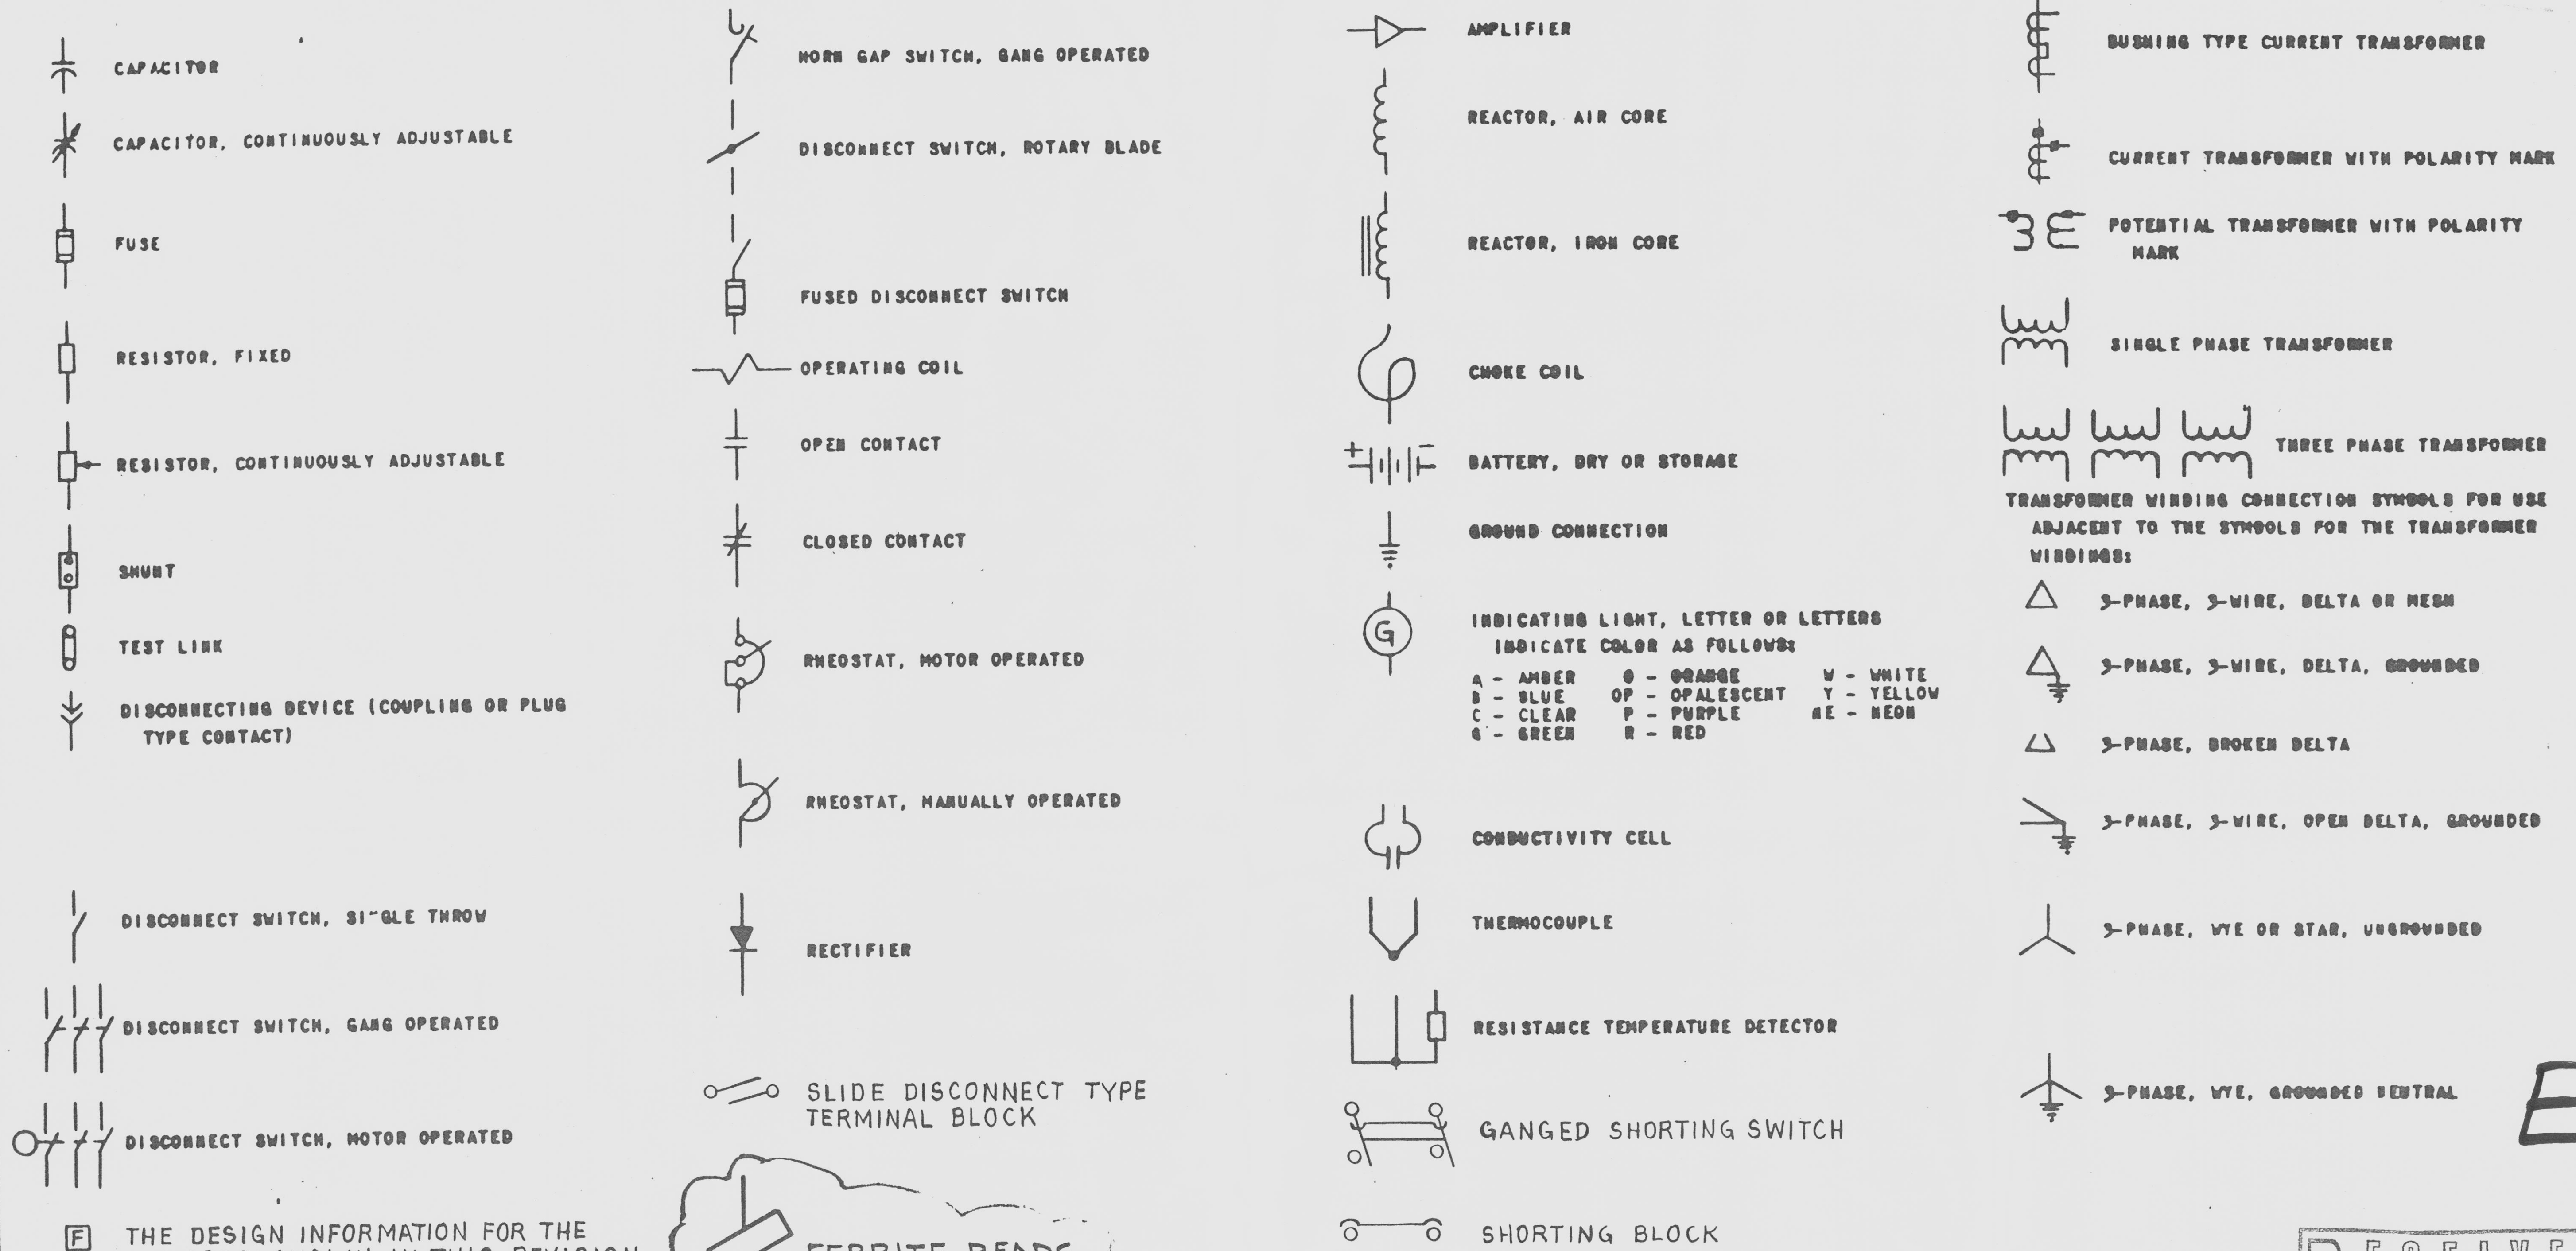 CAPACITOR
CAPACITOR, CONTINUOUSLY ADJUSTABLE
FUSE
RESISTOR, FIXED
RESISTOR, CONTINUOUSLY ADJUSTABLE
SHUNT
TEST LINK
DISCONNECTING DEVICE (COUPLING OR PLUG
TYPE CONTACT)
DISCONNECT SWITCH, SINGLE THROW
DISCONNECT SWITCH, GANG OPERATED
DISCONNECT SWITCH, MOTOR OPERATED
F THE DESIGN INFORMATION FOR THE
HORN GAP SWITCH, GANG OPERATED
DISCONNECT SWITCH, ROTARY BLADE
FUSED DISCONNECT SWITCH
OPERATING COIL
OPEN CONTACT
CLOSED CONTACT
RHEOSTAT, MOTOR OPERATED
RHEOSTAT, MANUALLY OPERATED
RECTIFIER
SLIDE DISCONNECT TYPE
TERMINAL BLOCK
FERRITE BEADS
AMPLIFIER
REACTOR, AIR CORE
REACTOR, IRON CORE
CHOKE COIL
+ − BATTERY, DRY OR STORAGE
GROUND CONNECTION
G
INDICATING LIGHT, LETTER OR LETTERS
INDICATE COLOR AS FOLLOWS:
A - AMBER O - ORANGE W - WHITE
B - BLUE OP - OPALESCENT Y - YELLOW
C - CLEAR P - PURPLE NE - NEON
G - GREEN R - RED
CONDUCTIVITY CELL
THERMOCOUPLE
RESISTANCE TEMPERATURE DETECTOR
GANGED SHORTING SWITCH
SHORTING BLOCK
BUSHING TYPE CURRENT TRANSFORMER
CURRENT TRANSFORMER WITH POLARITY MARK
POTENTIAL TRANSFORMER WITH POLARITY
MARK
SINGLE PHASE TRANSFORMER
THREE PHASE TRANSFORMER
TRANSFORMER WINDING CONNECTION SYMBOLS FOR USE
ADJACENT TO THE SYMBOLS FOR THE TRANSFORMER
WINDINGS:
3-PHASE, 3-WIRE, DELTA OR MESH
3-PHASE, 3-WIRE, DELTA, GROUNDED
3-PHASE, BROKEN DELTA
3-PHASE, 3-WIRE, OPEN DELTA, GROUNDED
3-PHASE, WYE OR STAR, UNGROUNDED
3-PHASE, WYE, GROUNDED NEUTRAL